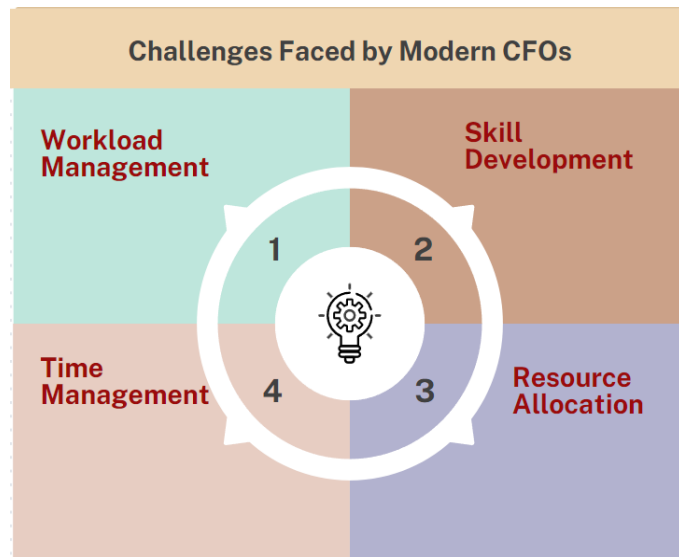 Challenges Faced by Modern CFOs
Workload
Management
1
Skill
Development
2
Resource
Allocation
3
Time
Management
4